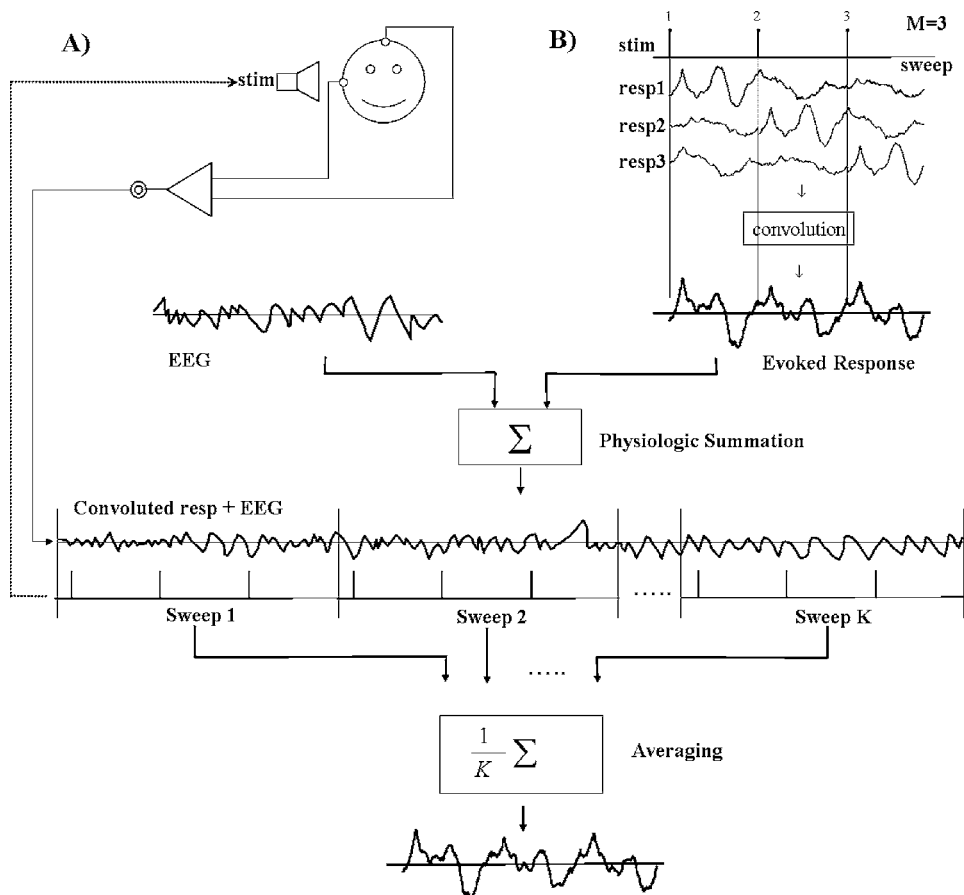 A)
stim
B)
1 2 3
M=3
stim
sweep
resp1
resp2
resp3
↓
convolution
↓
EEG
Evoked Response
Σ
Physiologic Summation
Convoluted resp + EEG
Sweep 1
Sweep 2
.....
Sweep K
.....
1/K Σ
Averaging